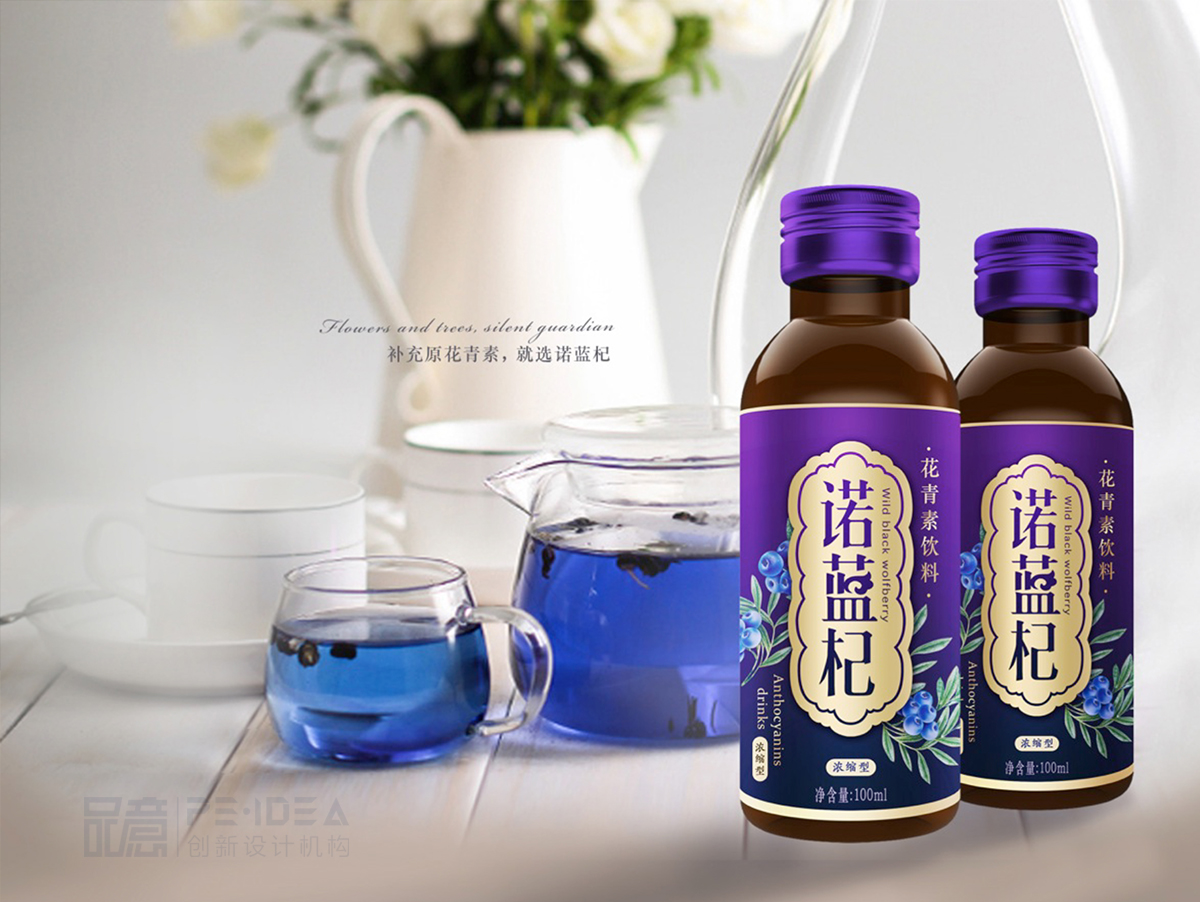 Flowers and trees, silent guardian
补充原花青素，就选诺蓝杞
·花青素饮料·
诺蓝杞
Wild black wolfberry
Anthocyanins
drinks
浓缩型
浓缩型
净含量:100ml
·花青素饮料·
诺蓝杞
Wild black wolfberry
Anthocyanins
浓缩型
净含量:100ml
品意
PE·IDEA
创新设计机构